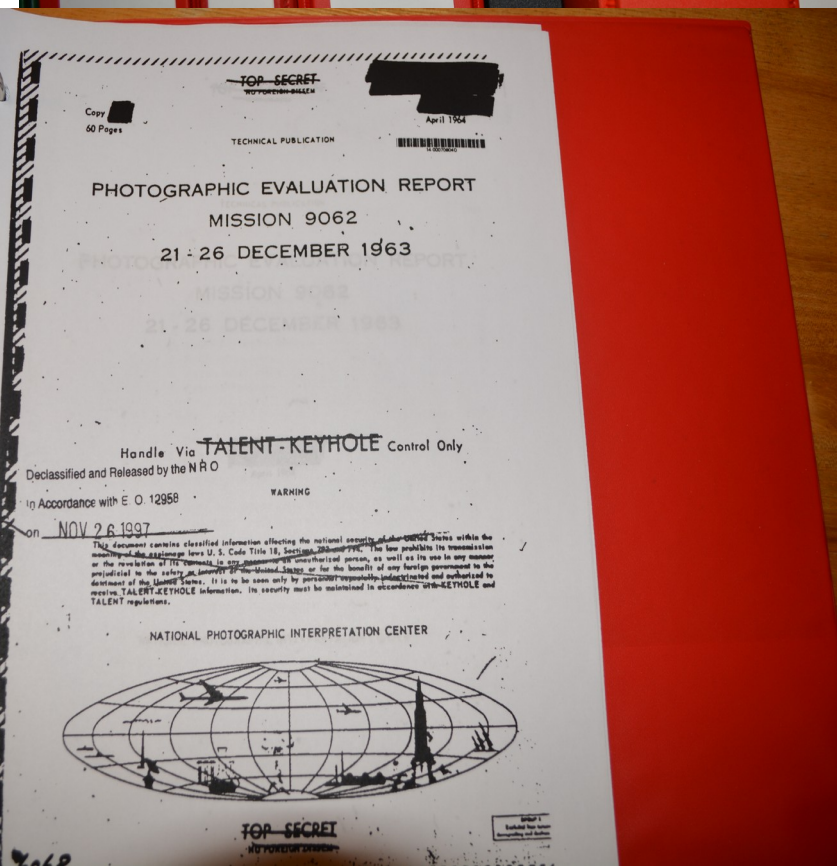 TOP SECRET
NO FOREIGN DISSEM
Copy
60 Pages
April 1964
TECHNICAL PUBLICATION
PHOTOGRAPHIC EVALUATION REPORT
MISSION 9062
21 - 26 DECEMBER 1963
Handle Via TALENT-KEYHOLE Control Only
Declassified and Released by the NRO
In Accordance with E. O. 12958
on NOV 26 1997
WARNING
This document contains classified information affecting the national security of the United States within the
meaning of the espionage laws U. S. Code Title 18, Sections 793 and 794. The law prohibits its transmission
or the revelation of its contents in any manner to an unauthorized person, as well as its use in any manner
prejudicial to the safety or interest of the United States or for the benefit of any foreign government to the
detriment of the United States. It is to be seen only by personnel especially indoctrinated and authorized to
receive TALENT-KEYHOLE information. Its security must be maintained in accordance with KEYHOLE and
TALENT regulations.
NATIONAL PHOTOGRAPHIC INTERPRETATION CENTER
TOP SECRET
NO FOREIGN DISSEM